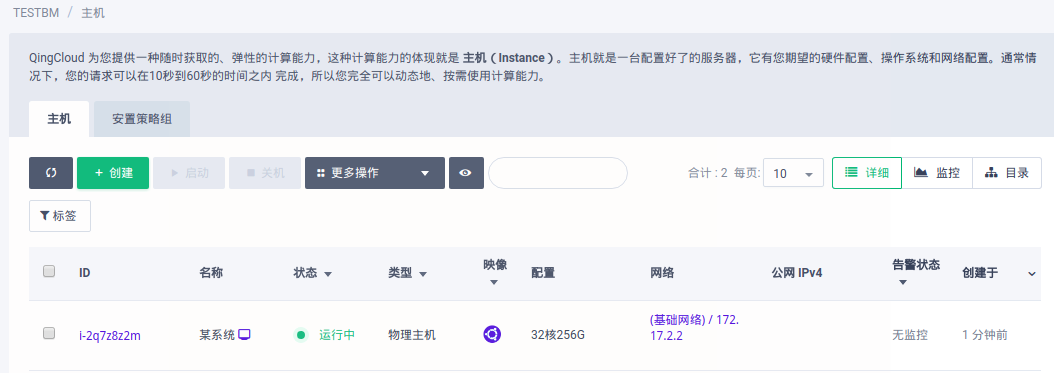 TESTBM / 主机
QingCloud 为您提供一种随时获取的、弹性的计算能力，这种计算能力的体现就是 主机（Instance）。主机就是一台配置好了的服务器，它有您期望的硬件配置、操作系统和网络配置。通常情
况下，您的请求可以在10秒到60秒的时间之内 完成，所以您完全可以动态地、按需使用计算能力。
主机 安置策略组
+ 创建 启动 关机 更多操作 合计 : 2 每页: 10 详细 监控 目录
标签
ID 名称 状态 类型 映像 配置 网络 公网 IPv4 告警状态 创建于
i-2q7z8z2m 某系统 运行中 物理主机 32核256G (基础网络) / 172. 无监控 1 分钟前
17.2.2